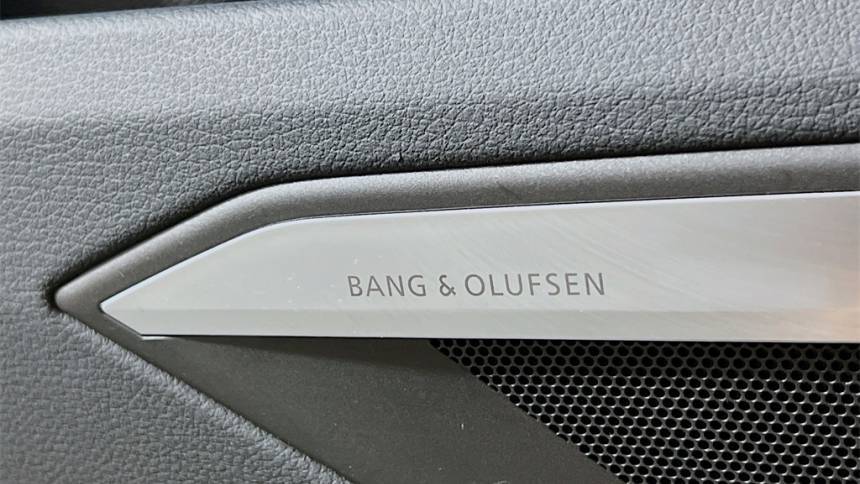 BANG & OLUFSEN